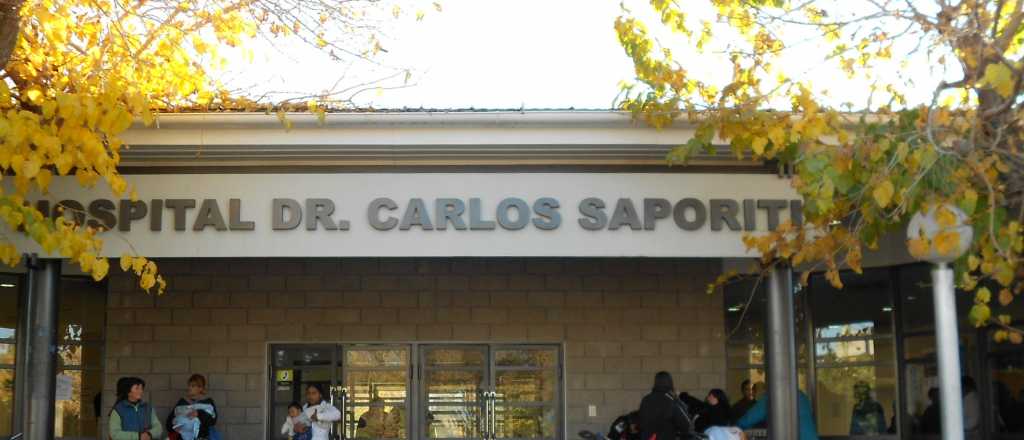 HOSPITAL DR. CARLOS SAPORITI